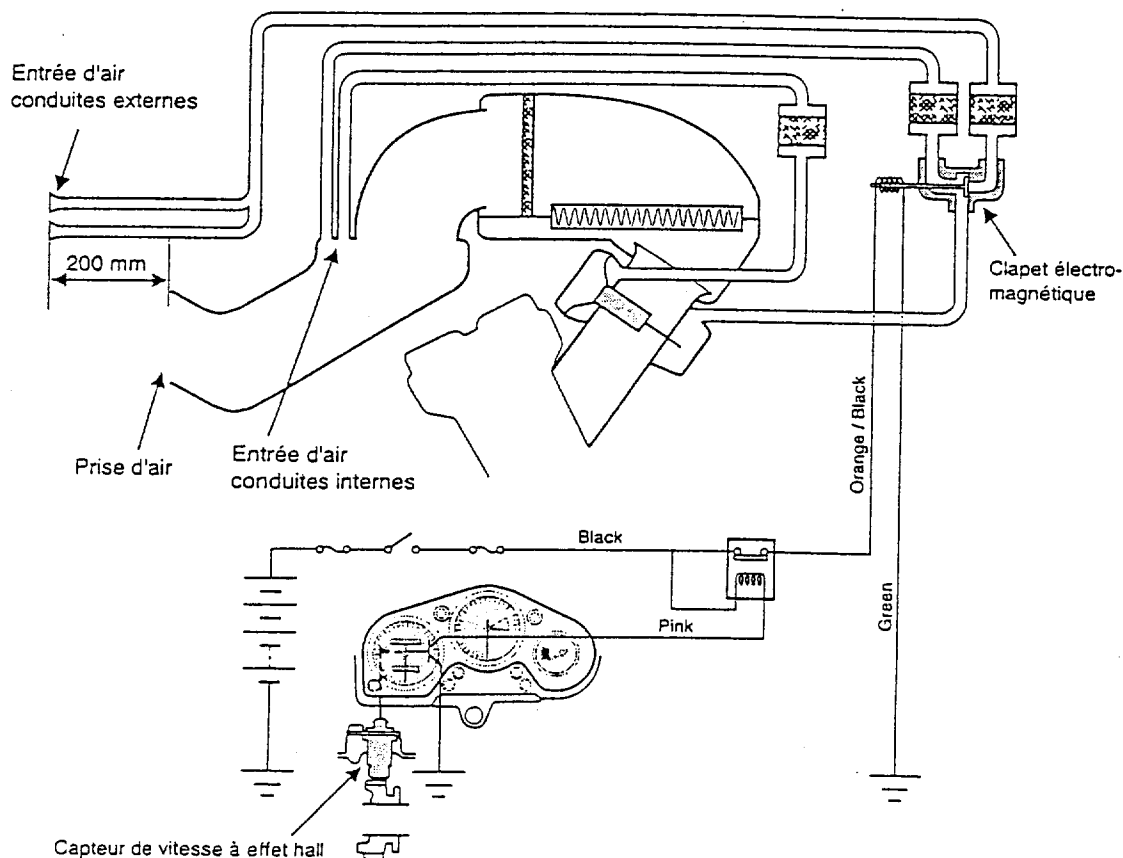 Entrée d'air
conduites externes
200 mm
Clapet électro-
magnétique
Prise d'air
Entrée d'air
conduites internes
Orange / Black
Black
Green
Pink
Capteur de vitesse à effet hall